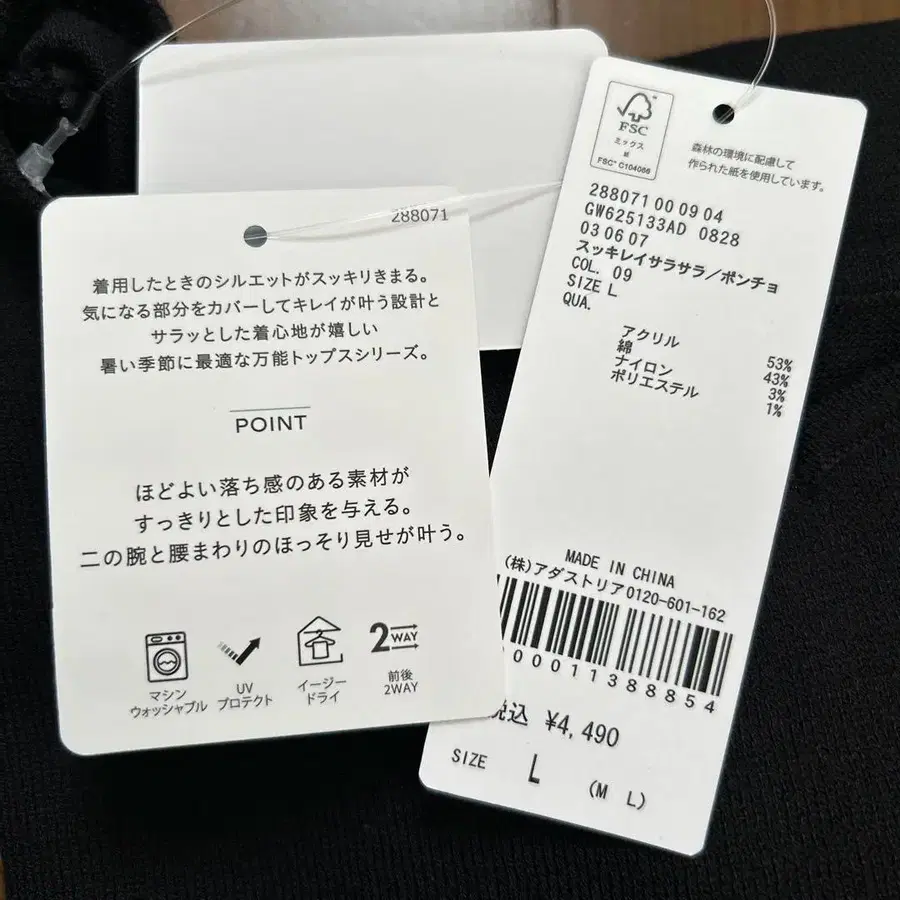 288071
着用したときのシルエットがスッキリきまる。
気になる部分をカバーしてキレイが叶う設計と
サラッとした着心地が嬉しい
暑い季節に最適な万能トップスシリーズ。
POINT
ほどよい落ち感のある素材が
すっきりとした印象を与える。
二の腕と腰まわりのほっそり見せが叶う。
マシン
ウォッシャブル
UV
プロテクト
イージー
ドライ
2WAY
前後
2WAY
FSC
ミックス
紙
FSC® C104086
森林の環境に配慮して
作られた紙を使用しています。
288071 00 09 04
GW625133AD 0828
03 06 07
スッキレイサラサラ/ポンチョ
COL. 09
SIZE L
QUA.
アクリル 53%
綿 43%
ナイロン 3%
ポリエステル 1%
MADE IN CHINA
(株)アダストリア0120-601-162
0000113888854
税込 ¥4,490
SIZE L (M L)